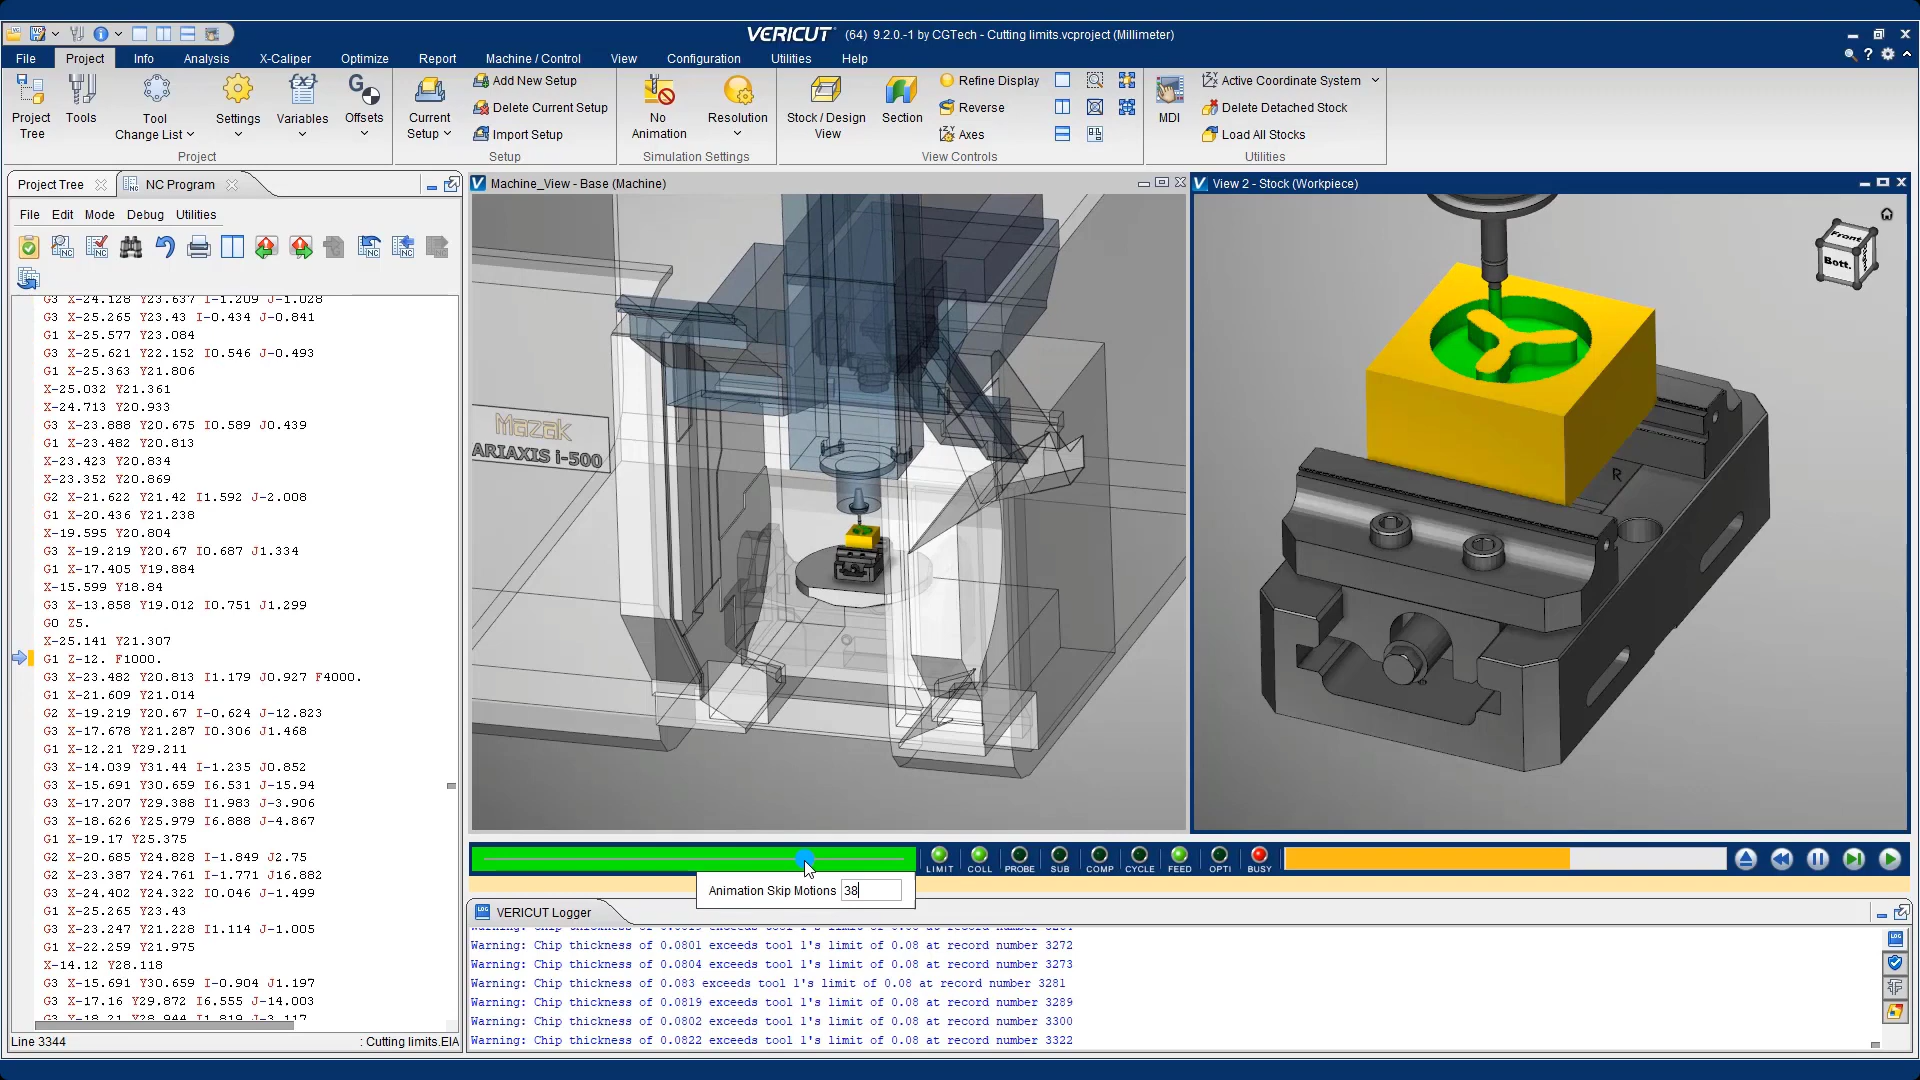 VERICUT (64) 9.2.0.-1 by CGTech - Cutting limits.vcproject (Millimeter)
File Project Info Analysis X-Caliper Optimize Report Machine / Control View Configuration Utilities Help
Project Tree
Tools
Tool Change List
Settings
Variables
Offsets
Project
Current Setup
Add New Setup
Delete Current Setup
Import Setup
Setup
No Animation
Resolution
Simulation Settings
Stock / Design View
Section
Refine Display
Reverse
Axes
View Controls
MDI
Active Coordinate System
Delete Detached Stock
Load All Stocks
Utilities
Project Tree NC Program
File Edit Mode Debug Utilities
G3 X-24.128 Y23.637 I-1.209 J-1.028
G3 X-25.265 Y23.43 I-0.434 J-0.841
G1 X-25.577 Y23.084
G3 X-25.621 Y22.152 I0.546 J-0.493
G1 X-25.363 Y21.806
X-25.032 Y21.361
X-24.713 Y20.933
G3 X-23.888 Y20.675 I0.589 J0.439
G1 X-23.482 Y20.813
X-23.423 Y20.834
X-23.352 Y20.869
G2 X-21.622 Y21.42 I1.592 J-2.008
G1 X-20.436 Y21.238
X-19.595 Y20.804
G3 X-19.219 Y20.67 I0.687 J1.334
G1 X-17.405 Y19.884
X-15.599 Y18.84
G3 X-13.858 Y19.012 I0.751 J1.299
G0 Z5.
X-25.141 Y21.307
G1 Z-12. F1000.
G3 X-23.482 Y20.813 I1.179 J0.927 F4000.
G1 X-21.609 Y21.014
G2 X-19.219 Y20.67 I-0.624 J-12.823
G3 X-17.678 Y21.287 I0.306 J1.468
G1 X-12.21 Y29.211
G3 X-14.039 Y31.44 I-1.235 J0.852
G3 X-15.691 Y30.659 I6.531 J-15.94
G3 X-17.207 Y29.388 I1.983 J-3.906
G3 X-18.626 Y25.979 I6.888 J-4.867
G1 X-19.17 Y25.375
G2 X-20.685 Y24.828 I-1.849 J2.75
G2 X-23.387 Y24.761 I-1.771 J16.882
G3 X-24.402 Y24.322 I0.046 J-1.499
G1 X-25.265 Y23.43
G3 X-23.247 Y21.228 I1.114 J-1.005
G1 X-22.259 Y21.975
X-14.12 Y28.118
G3 X-15.691 Y30.659 I-0.904 J1.197
G3 X-17.16 Y29.872 I6.555 J-14.003
G3 X-18.21 Y28.944 I1.819 J-3.117
Line 3344 : Cutting limits.EIA
Machine_View - Base (Machine)
Mazak
ARIAXIS i-500
View 2 - Stock (Workpiece)
Front
Bott.
R
LIMIT COLL PROBE SUB COMP CYCLE FEED OPTI BUSY
Animation Skip Motions 38
VERICUT Logger
Warning: Chip thickness of 0.0801 exceeds tool 1's limit of 0.08 at record number 3272
Warning: Chip thickness of 0.0804 exceeds tool 1's limit of 0.08 at record number 3273
Warning: Chip thickness of 0.083 exceeds tool 1's limit of 0.08 at record number 3281
Warning: Chip thickness of 0.0819 exceeds tool 1's limit of 0.08 at record number 3289
Warning: Chip thickness of 0.0802 exceeds tool 1's limit of 0.08 at record number 3300
Warning: Chip thickness of 0.0822 exceeds tool 1's limit of 0.08 at record number 3322